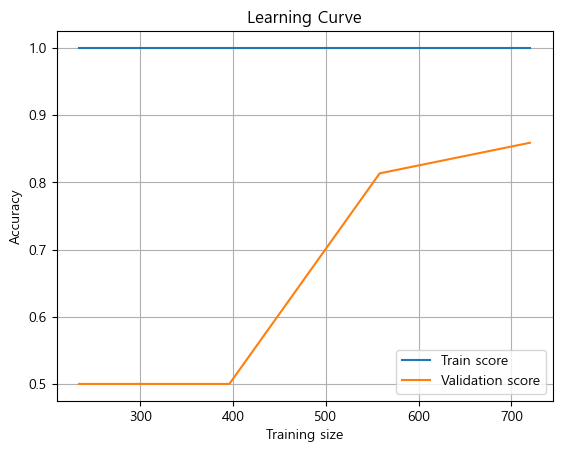 Learning Curve
1.0
0.9
0.8
0.7
0.6
0.5
Accuracy
300
400
500
600
700
Training size
Train score
Validation score